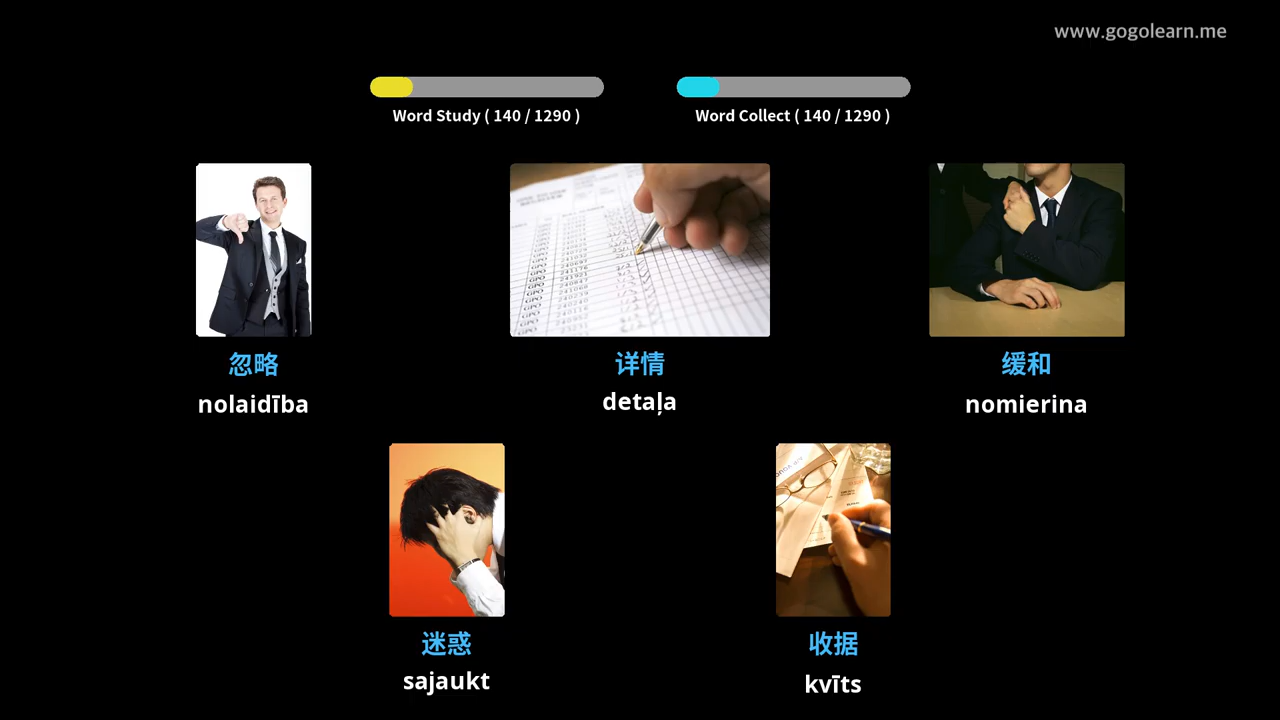 www.gogolearn.me
Word Study ( 140 / 1290 )
Word Collect ( 140 / 1290 )
忽略
nolaidība
详情
detaļa
缓和
nomierina
迷惑
sajaukt
收据
kvīts